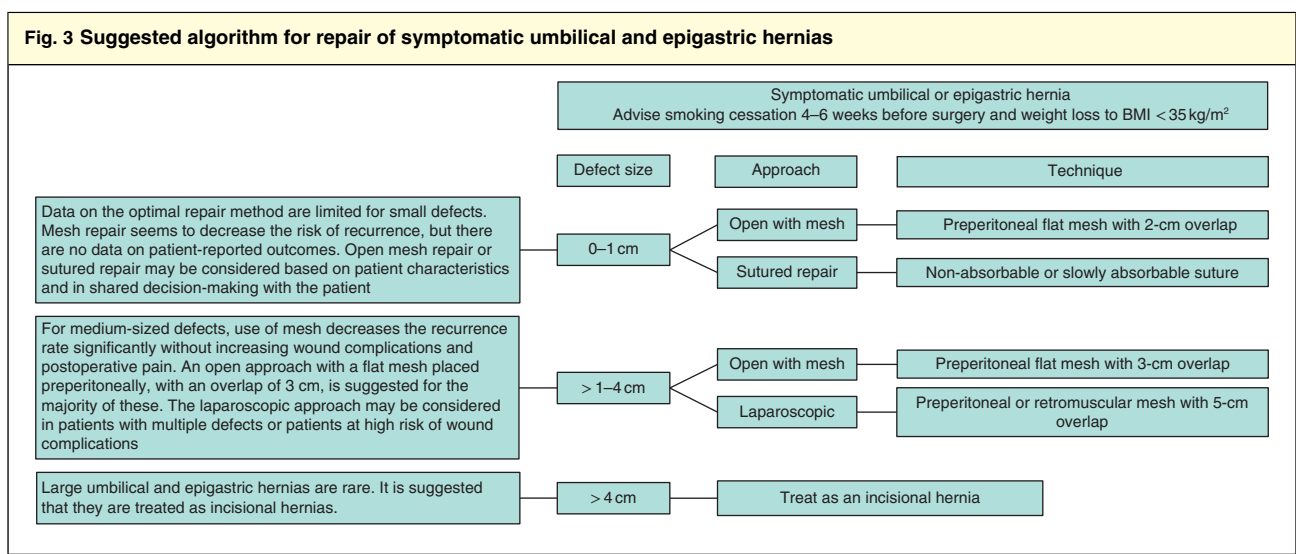 Fig. 3 Suggested algorithm for repair of symptomatic umbilical and epigastric hernias
Symptomatic umbilical or epigastric hernia
Advise smoking cessation 4–6 weeks before surgery and weight loss to BMI < 35 kg/m²
Defect size
Approach
Technique
Data on the optimal repair method are limited for small defects.
Mesh repair seems to decrease the risk of recurrence, but there
are no data on patient-reported outcomes. Open mesh repair or
sutured repair may be considered based on patient characteristics
and in shared decision-making with the patient
0–1 cm
Open with mesh
Preperitoneal flat mesh with 2-cm overlap
Sutured repair
Non-absorbable or slowly absorbable suture
For medium-sized defects, use of mesh decreases the recurrence
rate significantly without increasing wound complications and
postoperative pain. An open approach with a flat mesh placed
preperitoneally, with an overlap of 3 cm, is suggested for the
majority of these. The laparoscopic approach may be considered
in patients with multiple defects or patients at high risk of wound
complications
> 1–4 cm
Open with mesh
Preperitoneal flat mesh with 3-cm overlap
Laparoscopic
Preperitoneal or retromuscular mesh with 5-cm
overlap
Large umbilical and epigastric hernias are rare. It is suggested
that they are treated as incisional hernias.
> 4 cm
Treat as an incisional hernia